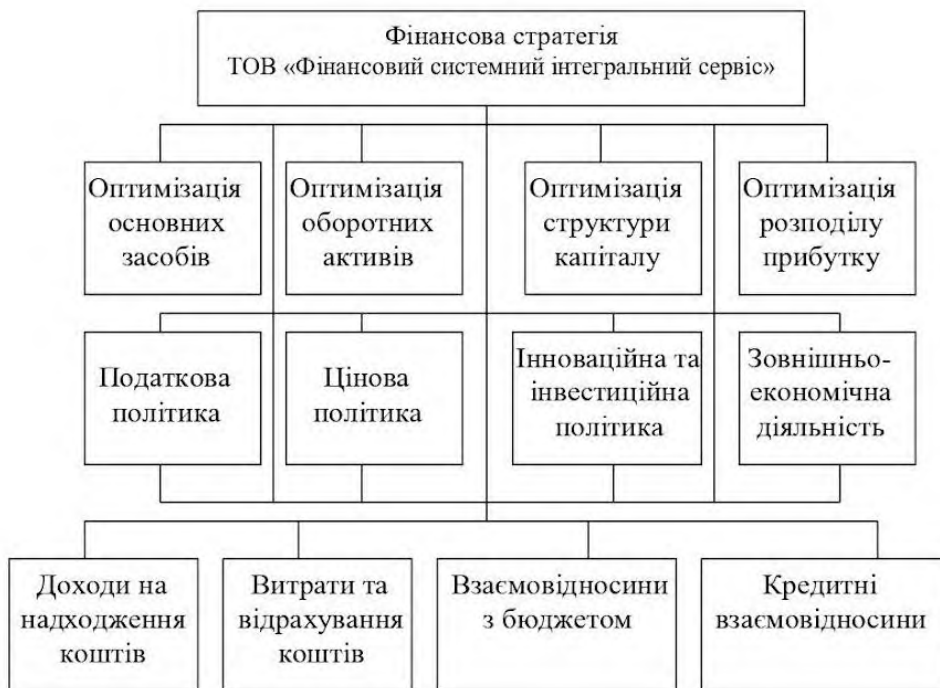 Фінансова стратегія
ТОВ «Фінансовий системний інтегральний сервіс»
Оптимізація
основних
засобів
Оптимізація
оборотних
активів
Оптимізація
структури
капіталу
Оптимізація
розподілу
прибутку
Податкова
політика
Цінова
політика
Інноваційна та
інвестиційна
політика
Зовнішньо-
економічна
діяльність
Доходи на
надходження
коштів
Витрати та
відрахування
коштів
Взаємовідносини
з бюджетом
Кредитні
взаємовідносини